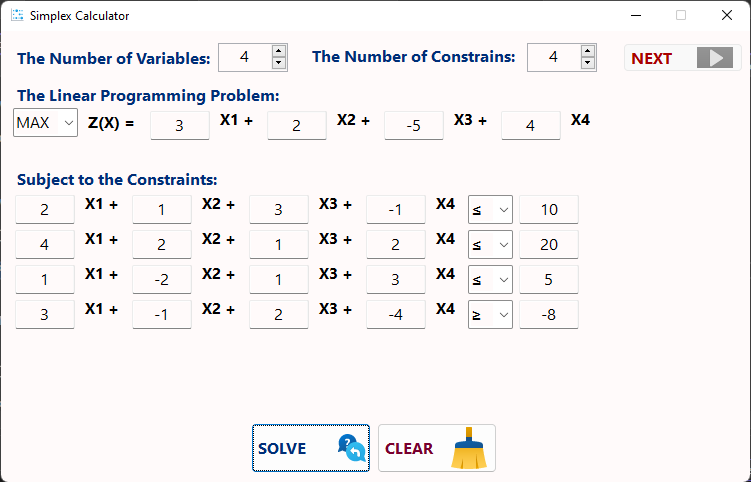 Simplex Calculator
The Number of Variables: 4 The Number of Constrains: 4 NEXT
The Linear Programming Problem:
MAX Z(X) = 3 X1 + 2 X2 + -5 X3 + 4 X4
Subject to the Constraints:
2 X1 + 1 X2 + 3 X3 + -1 X4 ≤ 10
4 X1 + 2 X2 + 1 X3 + 2 X4 ≤ 20
1 X1 + -2 X2 + 1 X3 + 3 X4 ≤ 5
3 X1 + -1 X2 + 2 X3 + -4 X4 ≥ -8
SOLVE ? CLEAR